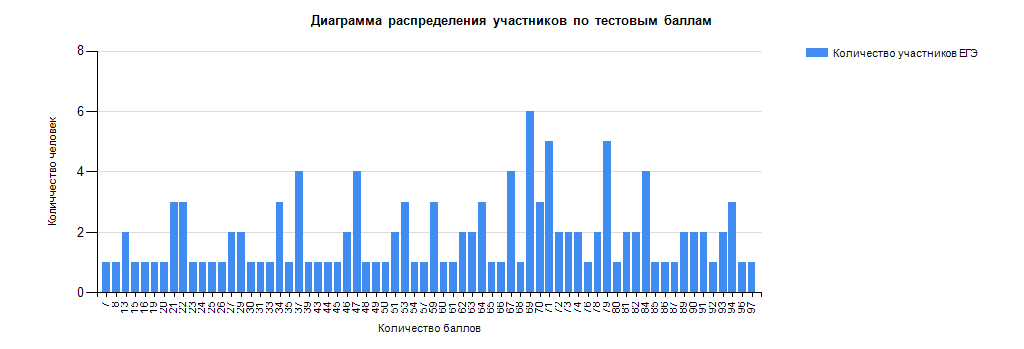 Диаграмма распределения участников по тестовым баллам
8
6
4
2
0
Количчество человек
Количество участников ЕГЭ
7 8 13 15 16 19 20 21 22 23 24 25 26 27 29 30 31 33 34 35 37 39 43 44 45 46 47 48 49 50 51 53 54 57 59 60 61 62 63 64 65 66 67 68 69 70 71 72 73 74 76 78 79 80 81 82 84 85 86 87 89 90 91 92 93 94 96 97
Количество баллов